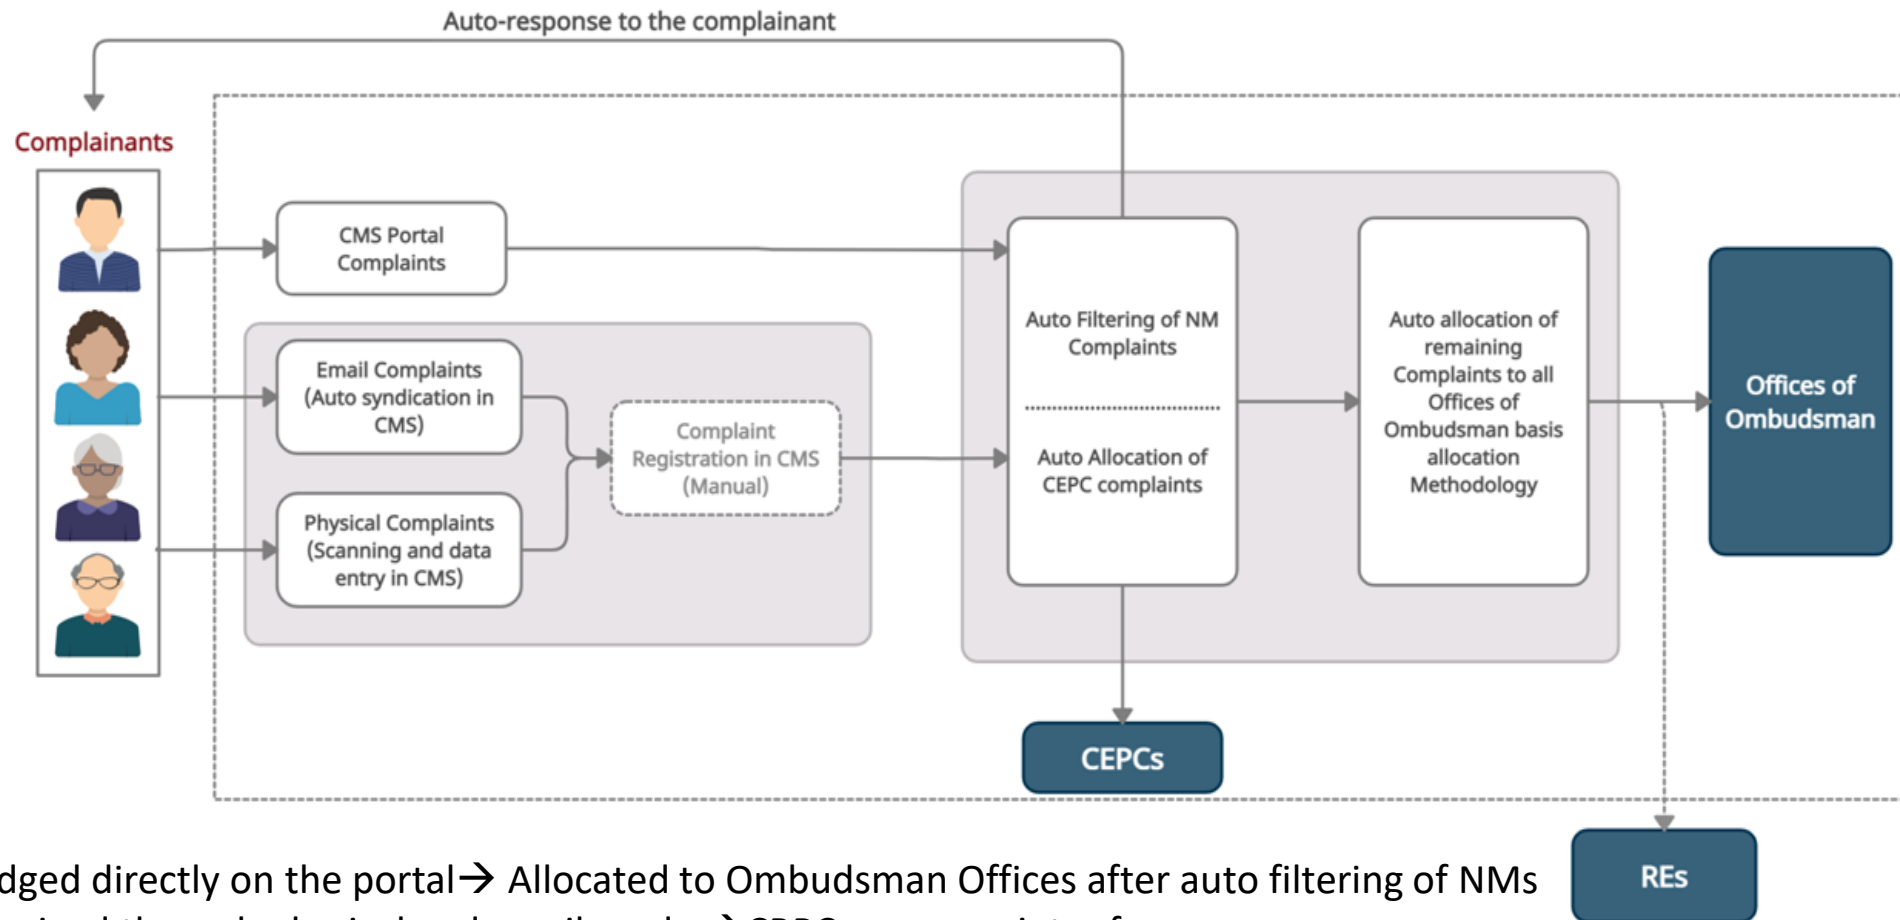 Auto-response to the complainant
Complainants
CMS Portal
Complaints
Email Complaints
(Auto syndication in
CMS)
Physical Complaints
(Scanning and data
entry in CMS)
Complaint
Registration in CMS
(Manual)
Auto Filtering of NM
Complaints
Auto Allocation of
CEPC complaints
Auto allocation of
remaining
Complaints to all
Offices of
Ombudsman basis
allocation
Methodology
Offices of
Ombudsman
CEPCs
REs
dged directly on the portal→ Allocated to Ombudsman Offices after auto filtering of NMs